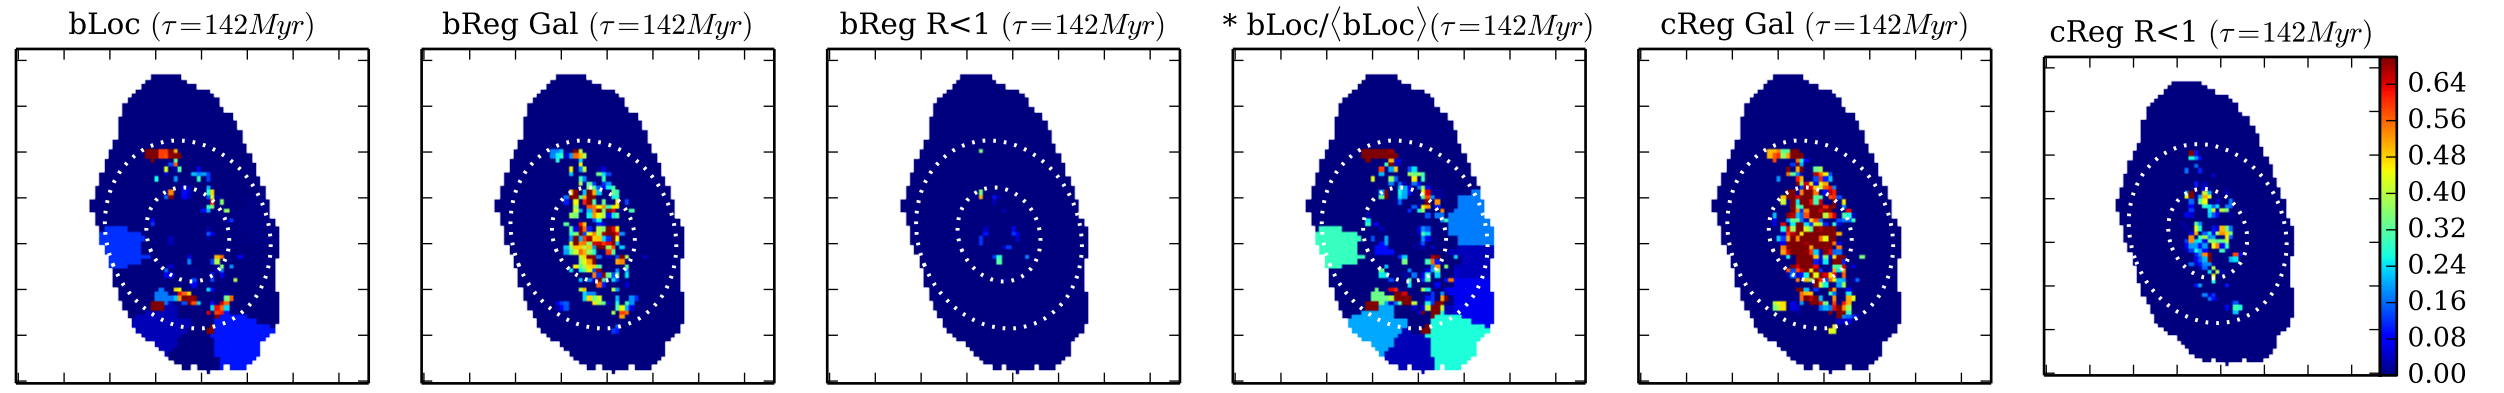 bLoc (τ=142Myr)
bReg Gal (τ=142Myr)
bReg R<1 (τ=142Myr)
* bLoc/⟨bLoc⟩(τ=142Myr)
cReg Gal (τ=142Myr)
cReg R<1 (τ=142Myr)
0.64
0.56
0.48
0.40
0.32
0.24
0.16
0.08
0.00